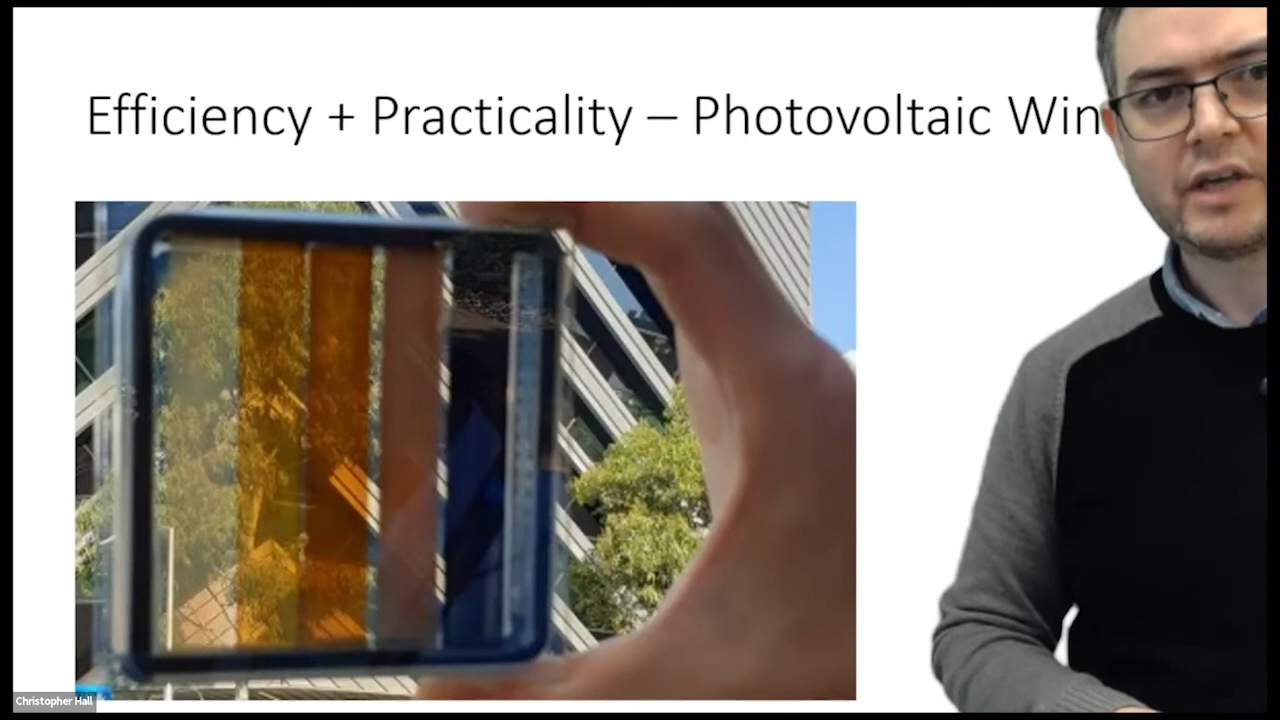 Efficiency + Practicality – Photovoltaic Win
Christopher Hall